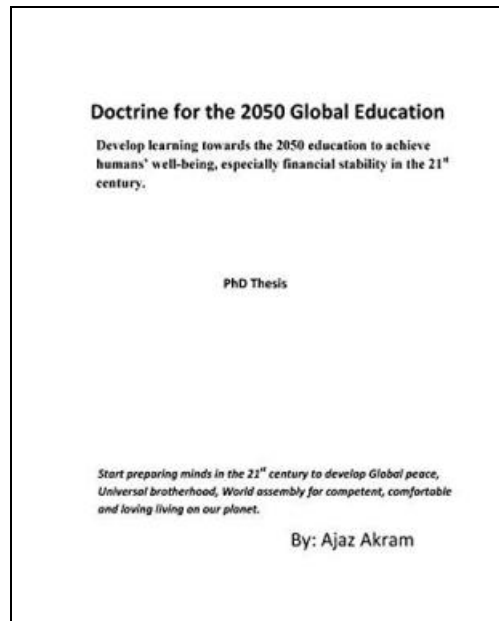 Doctrine for the 2050 Global Education
Develop learning towards the 2050 education to achieve
humans' well-being, especially financial stability in the 21st
century.
PhD Thesis
Start preparing minds in the 21st century to develop Global peace,
Universal brotherhood, World assembly for competent, comfortable
and loving living on our planet.
By: Ajaz Akram